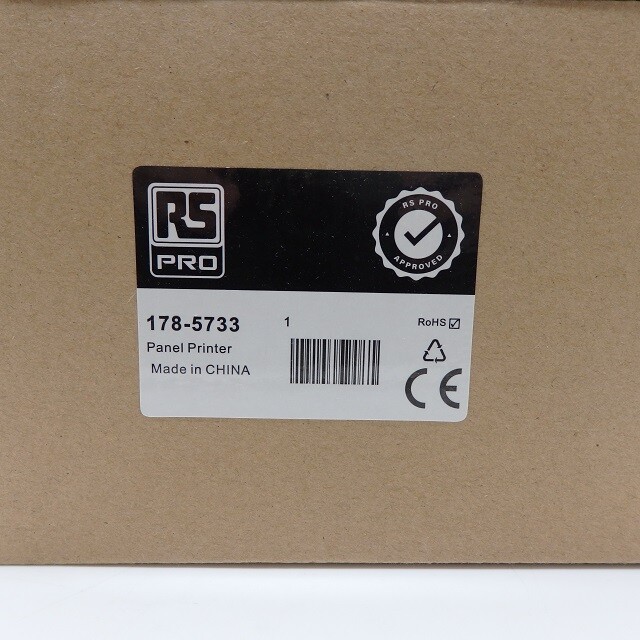 RS
PRO
RS PRO
APPROVED
178-5733
1
RoHS ☑
Panel Printer
Made in CHINA
CE